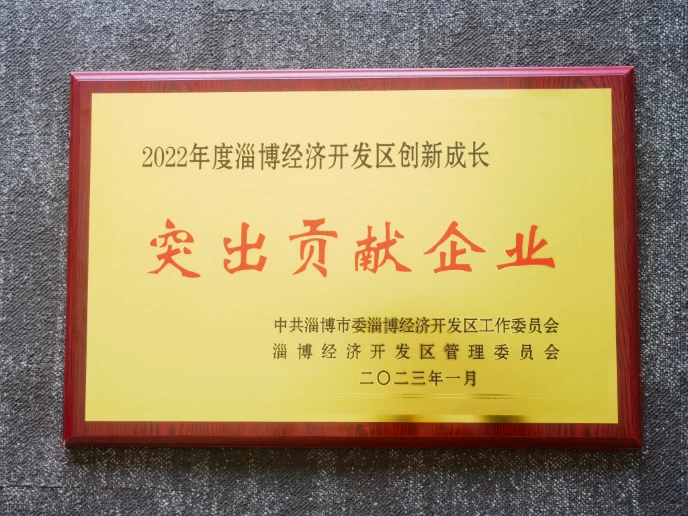 2022年度淄博经济开发区创新成长
突出贡献企业
中共淄博市委淄博经济开发区工作委员会
淄博经济开发区管理委员会
二〇二三年一月